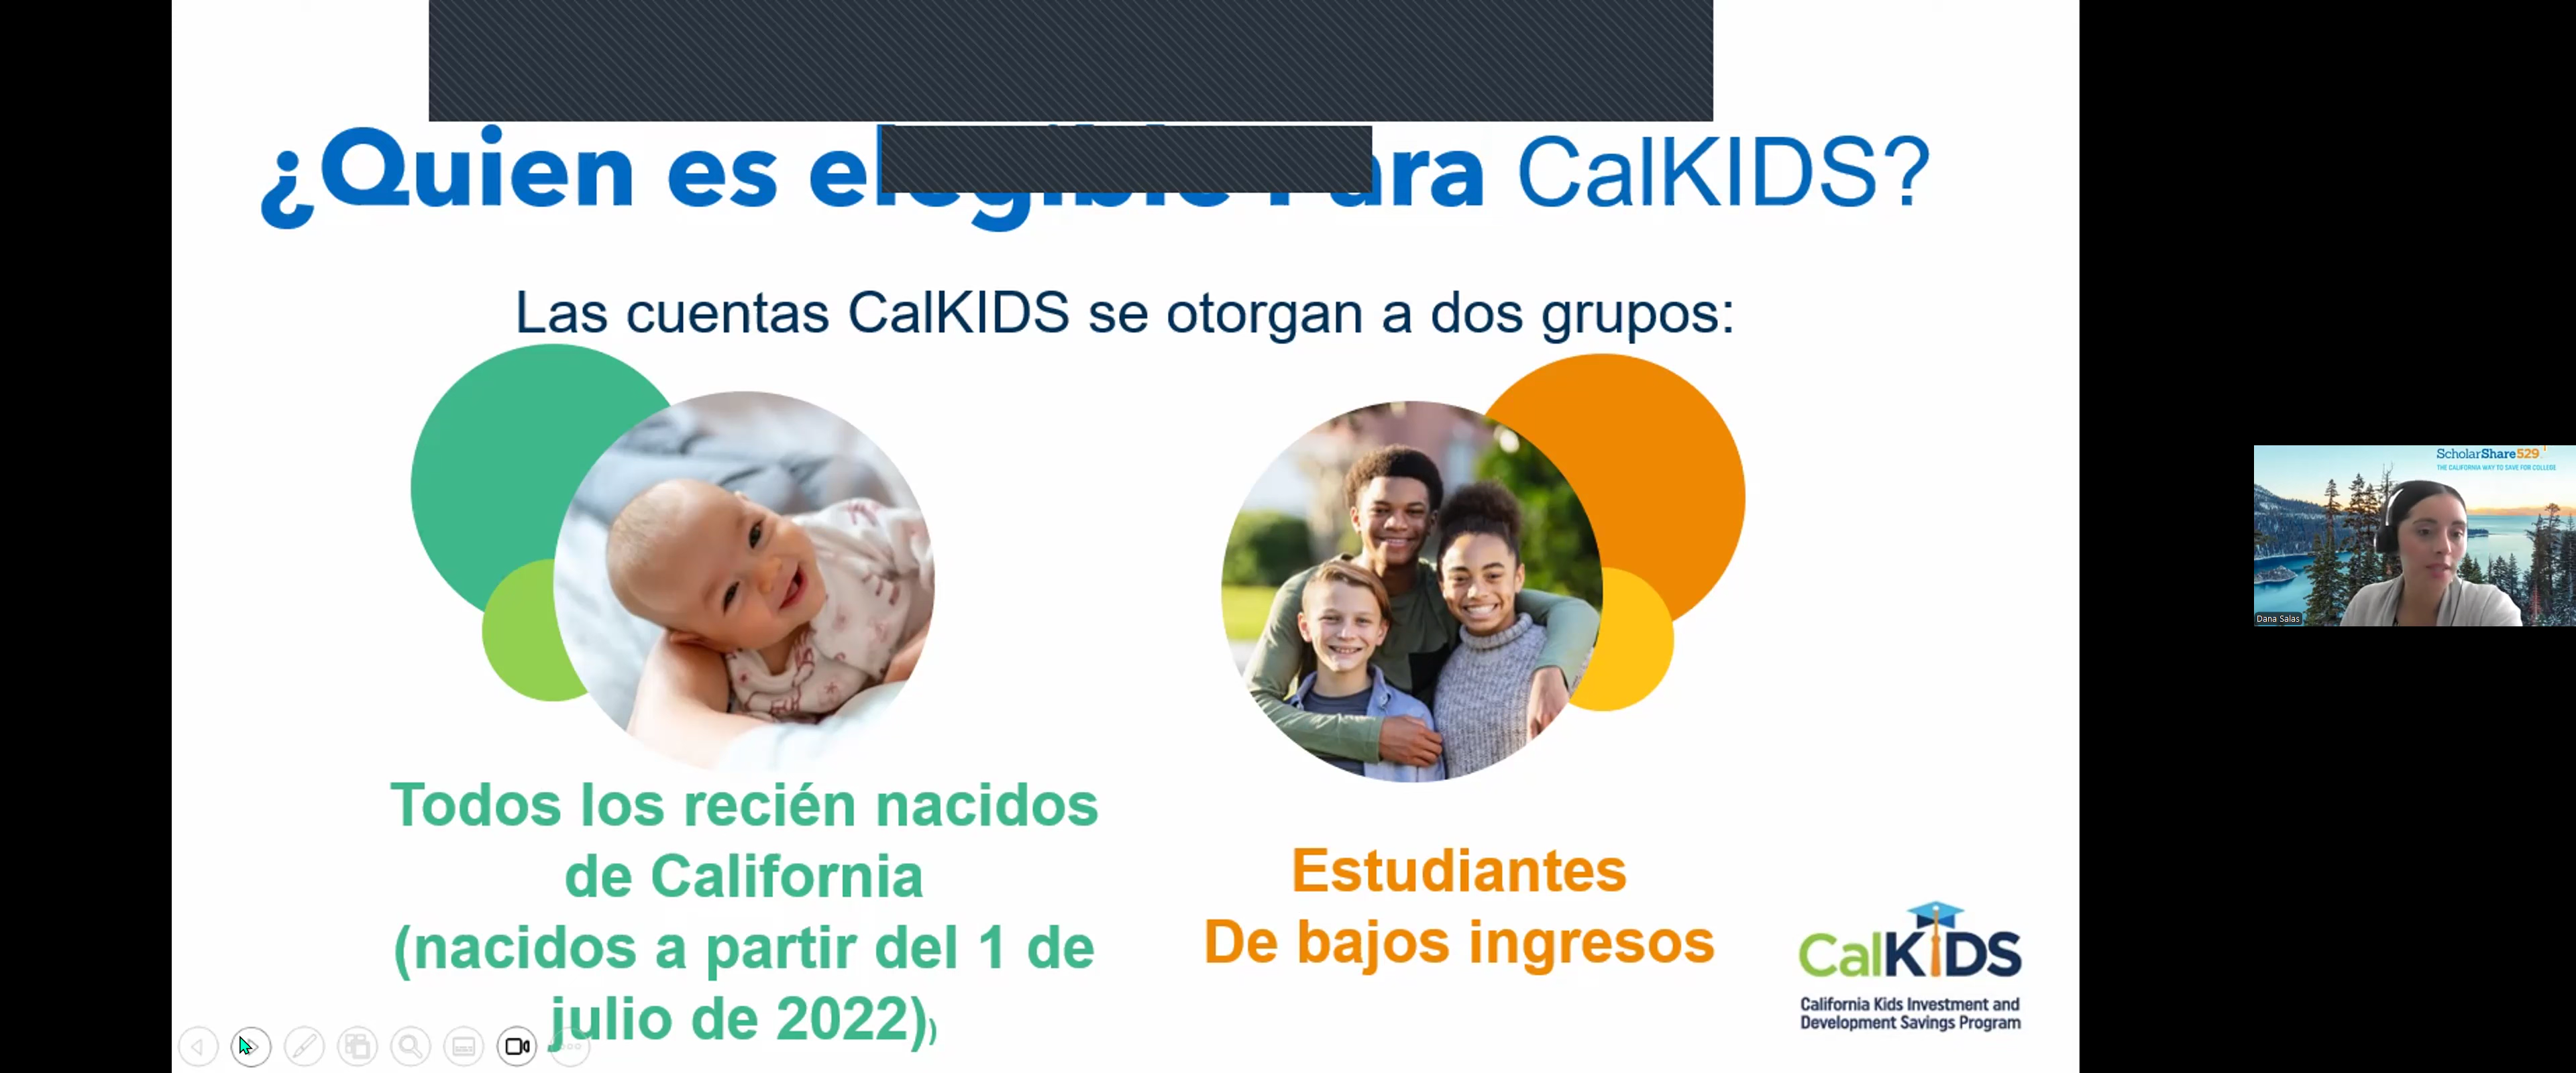 ¿Quien es elegible Para CalKIDS?
Las cuentas CalKIDS se otorgan a dos grupos:
Todos los recién nacidos
de California
(nacidos a partir del 1 de
julio de 2022))
Estudiantes
De bajos ingresos
CalKIDS
California Kids Investment and
Development Savings Program
ScholarShare529
THE CALIFORNIA WAY TO SAVE FOR COLLEGE
Dana Salas